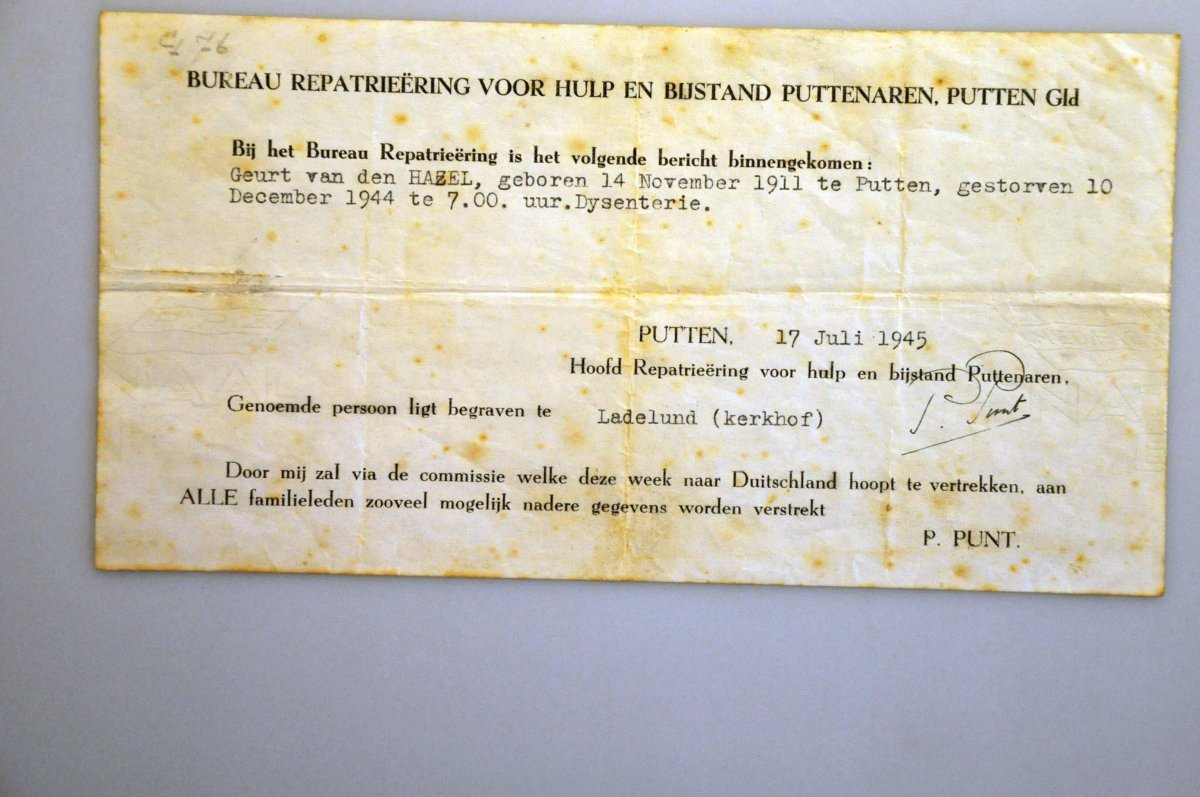 BUREAU REPATRIEËRING VOOR HULP EN BIJSTAND PUTTENAREN, PUTTEN Gld
Bij het Bureau Repatrieëring is het volgende bericht binnengekomen:
Geurt van den HAZEL, geboren 14 November 1911 te Putten, gestorven 10
December 1944 te 7.00. uur.Dysenterie.
PUTTEN, 17 Juli 1945
Hoofd Repatrieëring voor hulp en bijstand Puttenaren,
Genoemde persoon ligt begraven te Ladelund (kerkhof)
P. Punt
Door mij zal via de commissie welke deze week naar Duitschland hoopt te vertrekken, aan
ALLE familieleden zooveel mogelijk nadere gegevens worden verstrekt
P. PUNT.